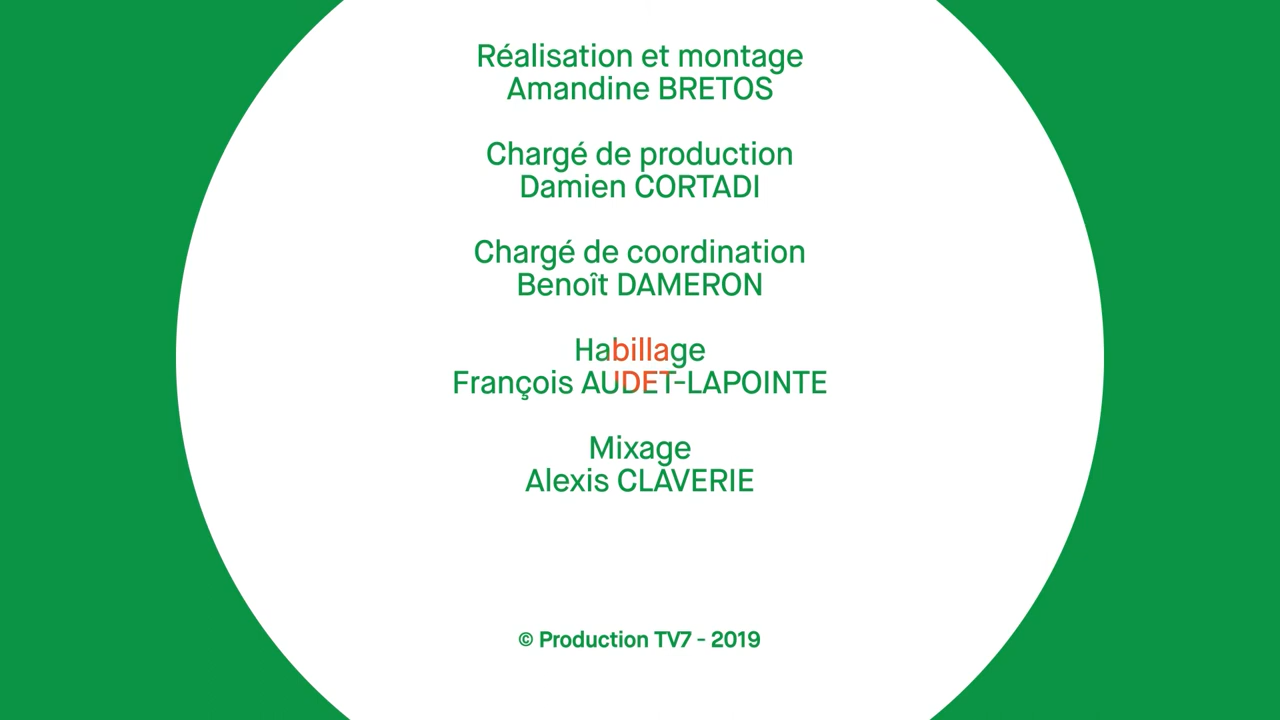 Réalisation et montage
Amandine BRETOS
Chargé de production
Damien CORTADI
Chargé de coordination
Benoît DAMERON
Habillage
François AUDET-LAPOINTE
Mixage
Alexis CLAVERIE
© Production TV7 - 2019